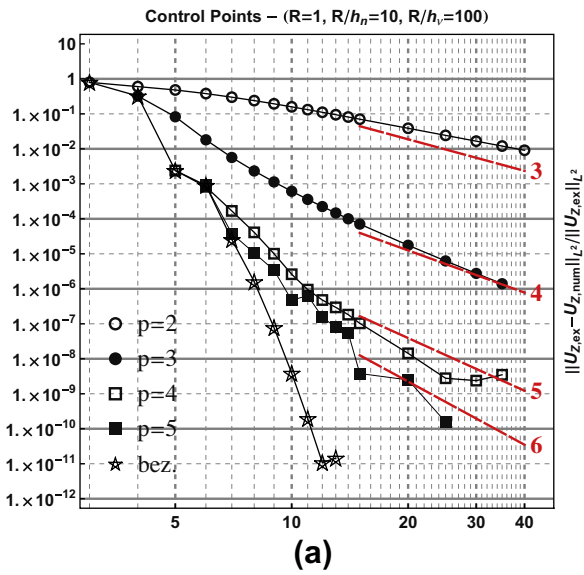 Control Points – (R=1, R/hₙ=10, R/hᵥ=100)
10
1
1.×10⁻¹
1.×10⁻²
1.×10⁻³
1.×10⁻⁴
1.×10⁻⁵
1.×10⁻⁶
1.×10⁻⁷
1.×10⁻⁸
1.×10⁻⁹
1.×10⁻¹⁰
1.×10⁻¹¹
1.×10⁻¹²
p=2
p=3
p=4
p=5
bez.
3
4
5
6
||U_{Z,ex}−U_{Z,num}||_{L²}/||U_{Z,ex}||_{L²}
5
10
20
30
40
(a)